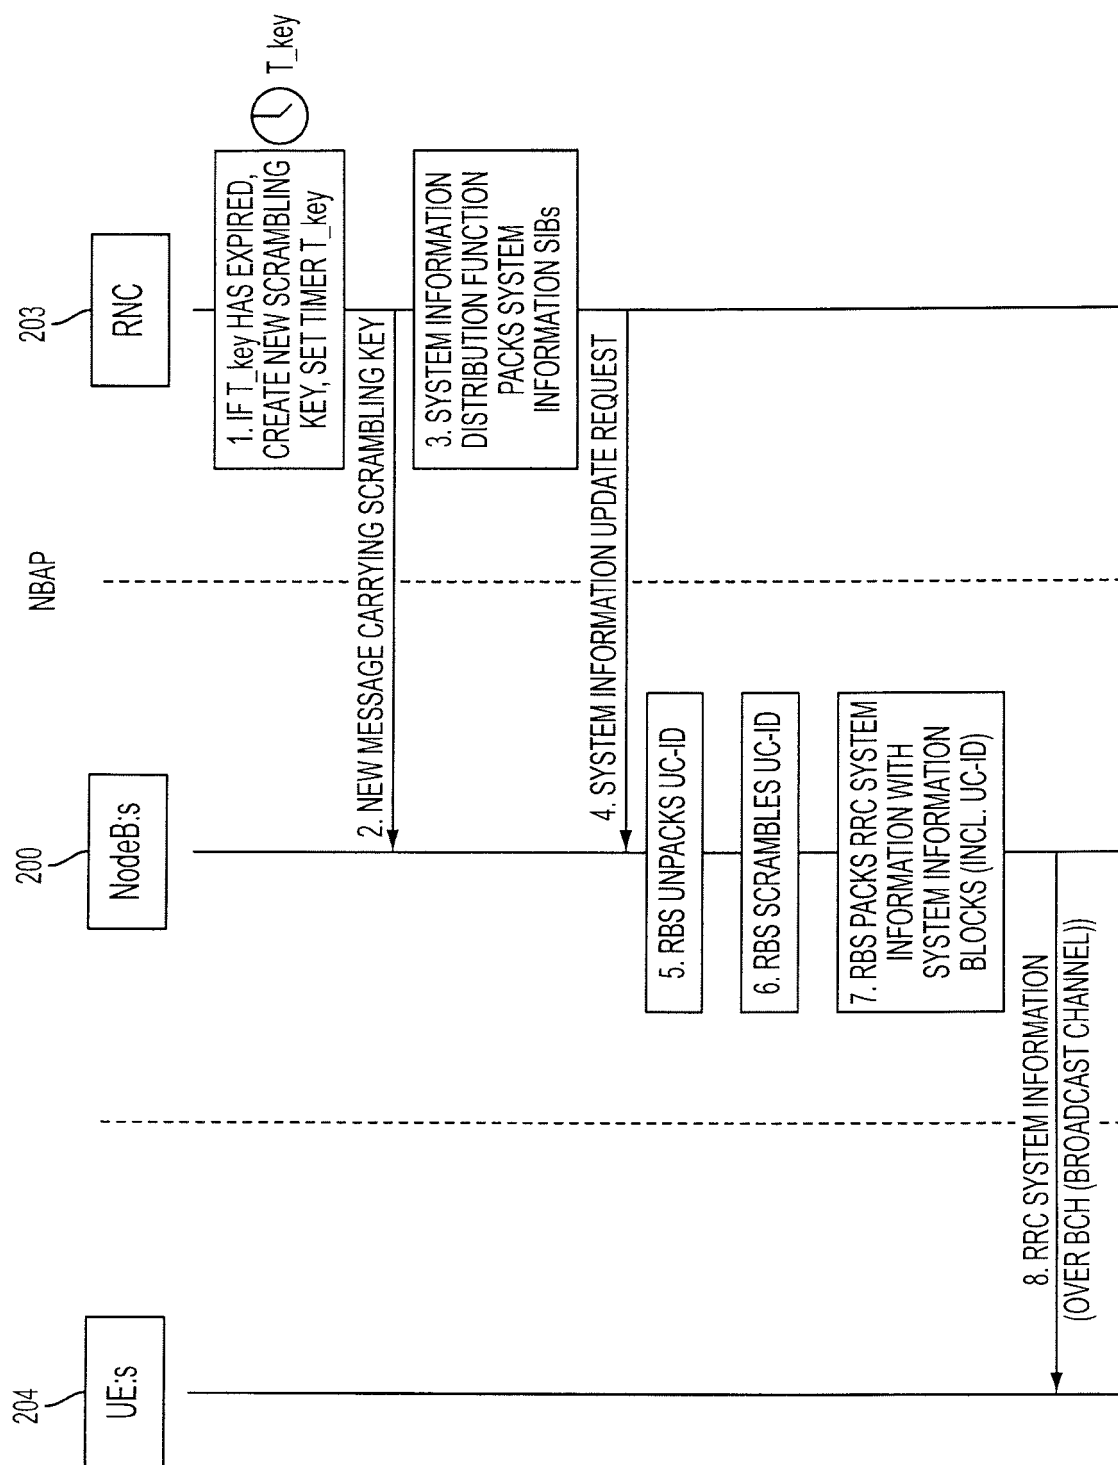 204
200
203
UE:s
NodeB:s
NBAP
RNC
1. IF T_key HAS EXPIRED,
CREATE NEW SCRAMBLING
KEY, SET TIMER T_key
T_key
2. NEW MESSAGE CARRYING SCRAMBLING KEY
3. SYSTEM INFORMATION
DISTRIBUTION FUNCTION
PACKS SYSTEM
INFORMATION SIBs
4. SYSTEM INFORMATION UPDATE REQUEST
5. RBS UNPACKS UC-ID
6. RBS SCRAMBLES UC-ID
7. RBS PACKS RRC SYSTEM
INFORMATION WITH
SYSTEM INFORMATION
BLOCKS (INCL. UC-ID)
8. RRC SYSTEM INFORMATION
(OVER BCH (BROADCAST CHANNEL))